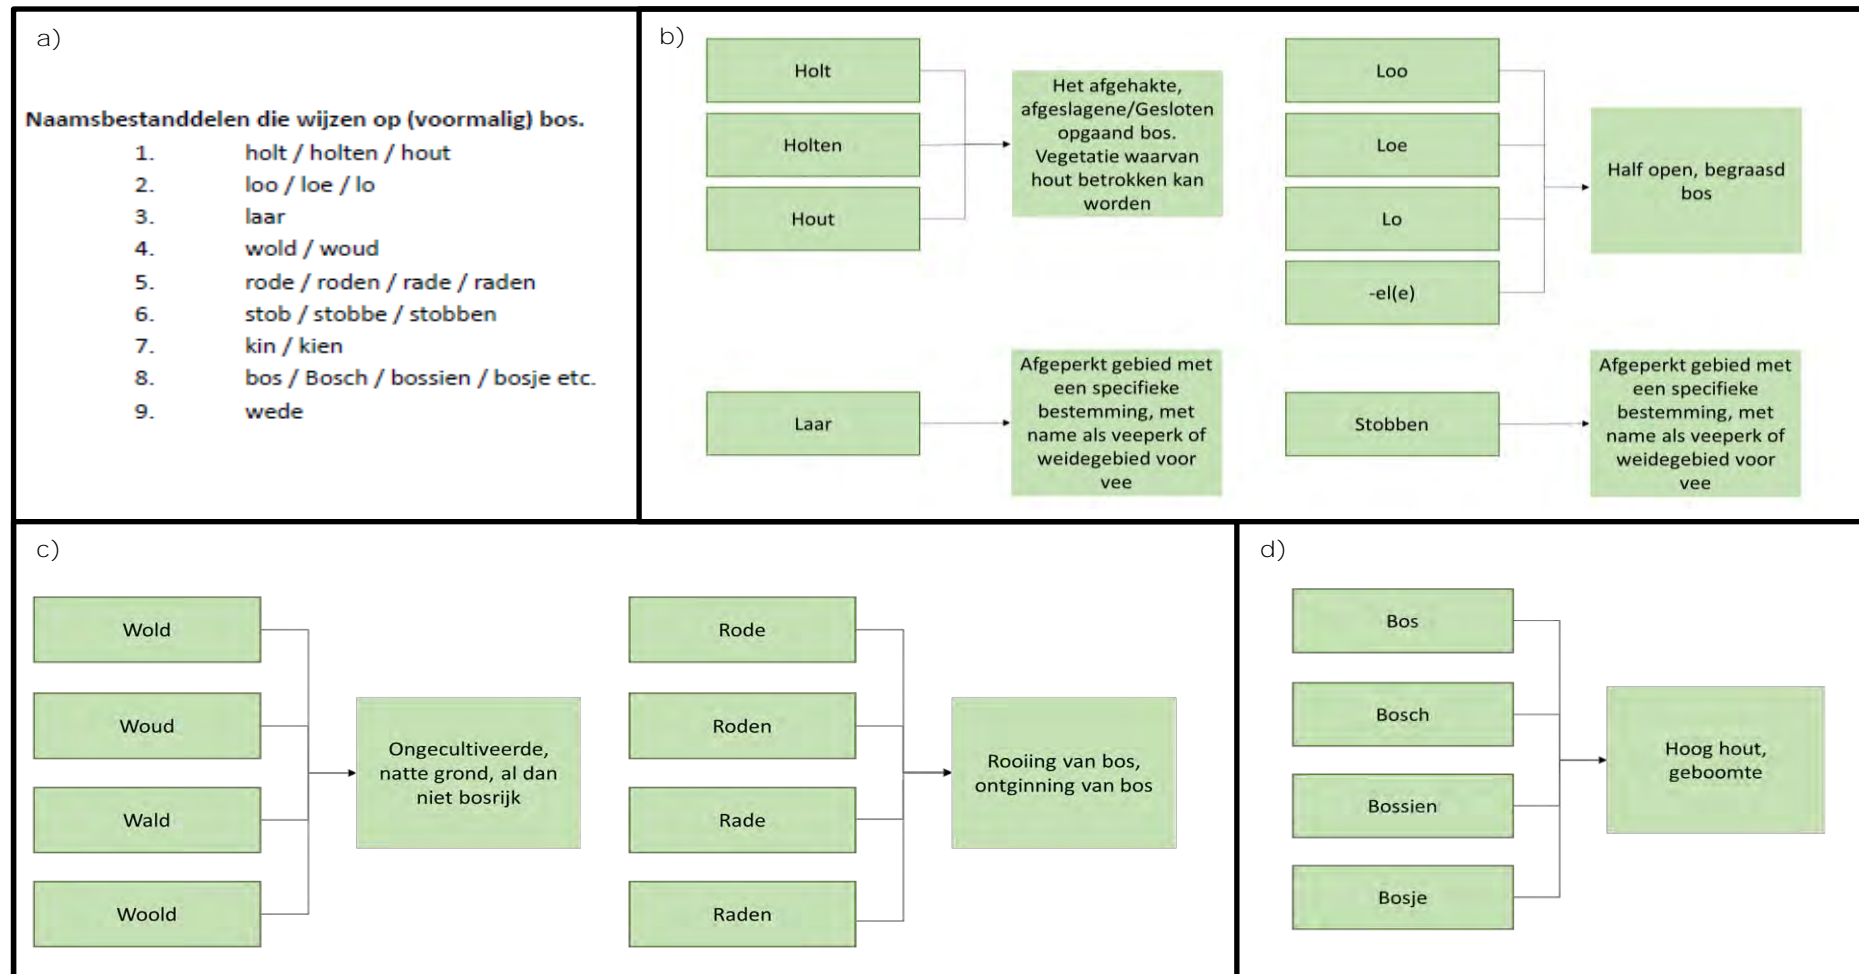 a)
Naamsbestanddelen die wijzen op (voormalig) bos.
1. holt / holten / hout
2. loo / loe / lo
3. laar
4. wold / woud
5. rode / roden / rade / raden
6. stob / stobbe / stobben
7. kin / kien
8. bos / Bosch / bossien / bosje etc.
9. wede
b)
Holt
Holten
Hout
Het afgehakte,
afgeslagene/Gesloten
opgaand bos.
Vegetatie waarvan
hout betrokken kan
worden
Loo
Loe
Lo
-el(e)
Half open, begraasd
bos
Laar
Afgeperkt gebied met
een specifieke
bestemming, met
name als veeperk of
weidegebied voor
vee
Stobben
Afgeperkt gebied met
een specifieke
bestemming, met
name als veeperk of
weidegebied voor
vee
c)
Wold
Woud
Wald
Woold
Ongecultiveerde,
natte grond, al dan
niet bosrijk
Rode
Roden
Rade
Raden
Rooiing van bos,
ontginning van bos
d)
Bos
Bosch
Bossien
Bosje
Hoog hout,
geboomte